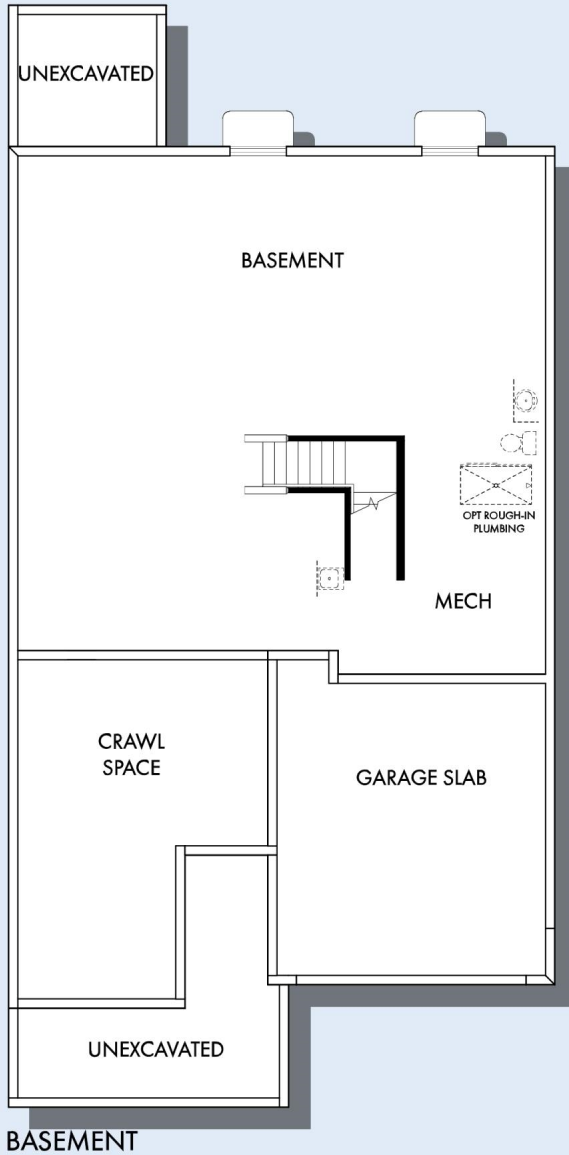 UNEXCAVATED
BASEMENT
OPT ROUGH-IN
PLUMBING
MECH
CRAWL
SPACE
GARAGE SLAB
UNEXCAVATED
BASEMENT